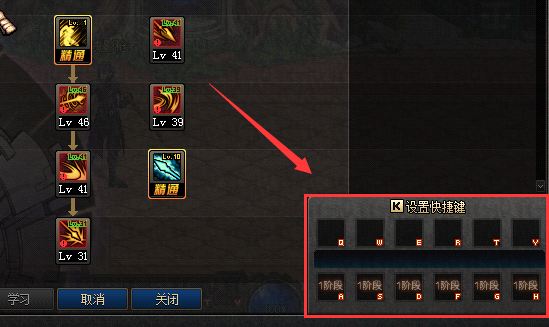 Lv. 1
精通
Lv 41
Lv 46
Lv 39
Lv 41
Lv.10
精通
Lv 31
K 设置快捷键
Q W E R T Y
1阶段 1阶段 1阶段 1阶段 1阶段 1阶段
A S D F G H
学习 取消 关闭